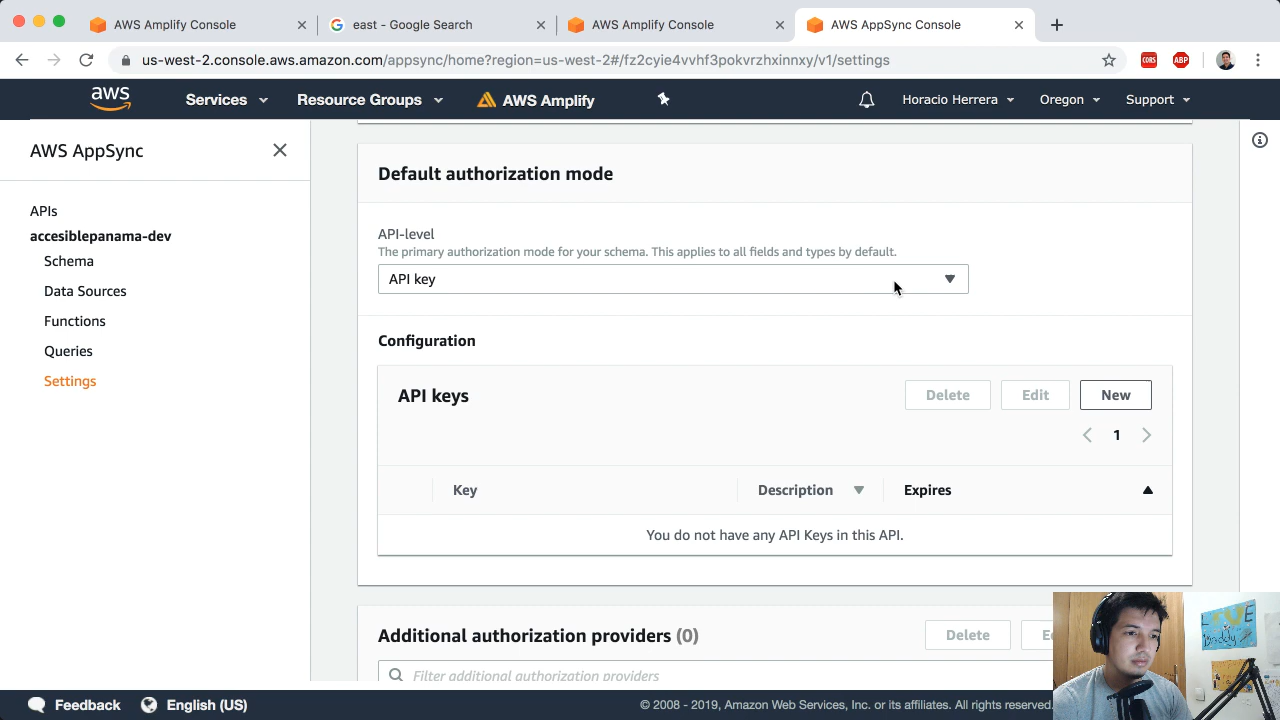 AWS Amplify Console
east - Google Search
AWS Amplify Console
AWS AppSync Console
us-west-2.console.aws.amazon.com/appsync/home?region=us-west-2#/fz2cyie4vvhf3pokvrzhxinnxy/v1/settings
CORS
ABP
aws
Services
Resource Groups
AWS Amplify
Horacio Herrera
Oregon
Support
AWS AppSync
APIs
accesiblepanama-dev
Schema
Data Sources
Functions
Queries
Settings
Default authorization mode
API-level
The primary authorization mode for your schema. This applies to all fields and types by default.
API key
Configuration
API keys
Delete
Edit
New
1
Key
Description
Expires
You do not have any API Keys in this API.
Additional authorization providers (0)
Delete
Filter additional authorization providers
Feedback
English (US)
© 2008 - 2019, Amazon Web Services, Inc. or its affiliates. All rights reserved.